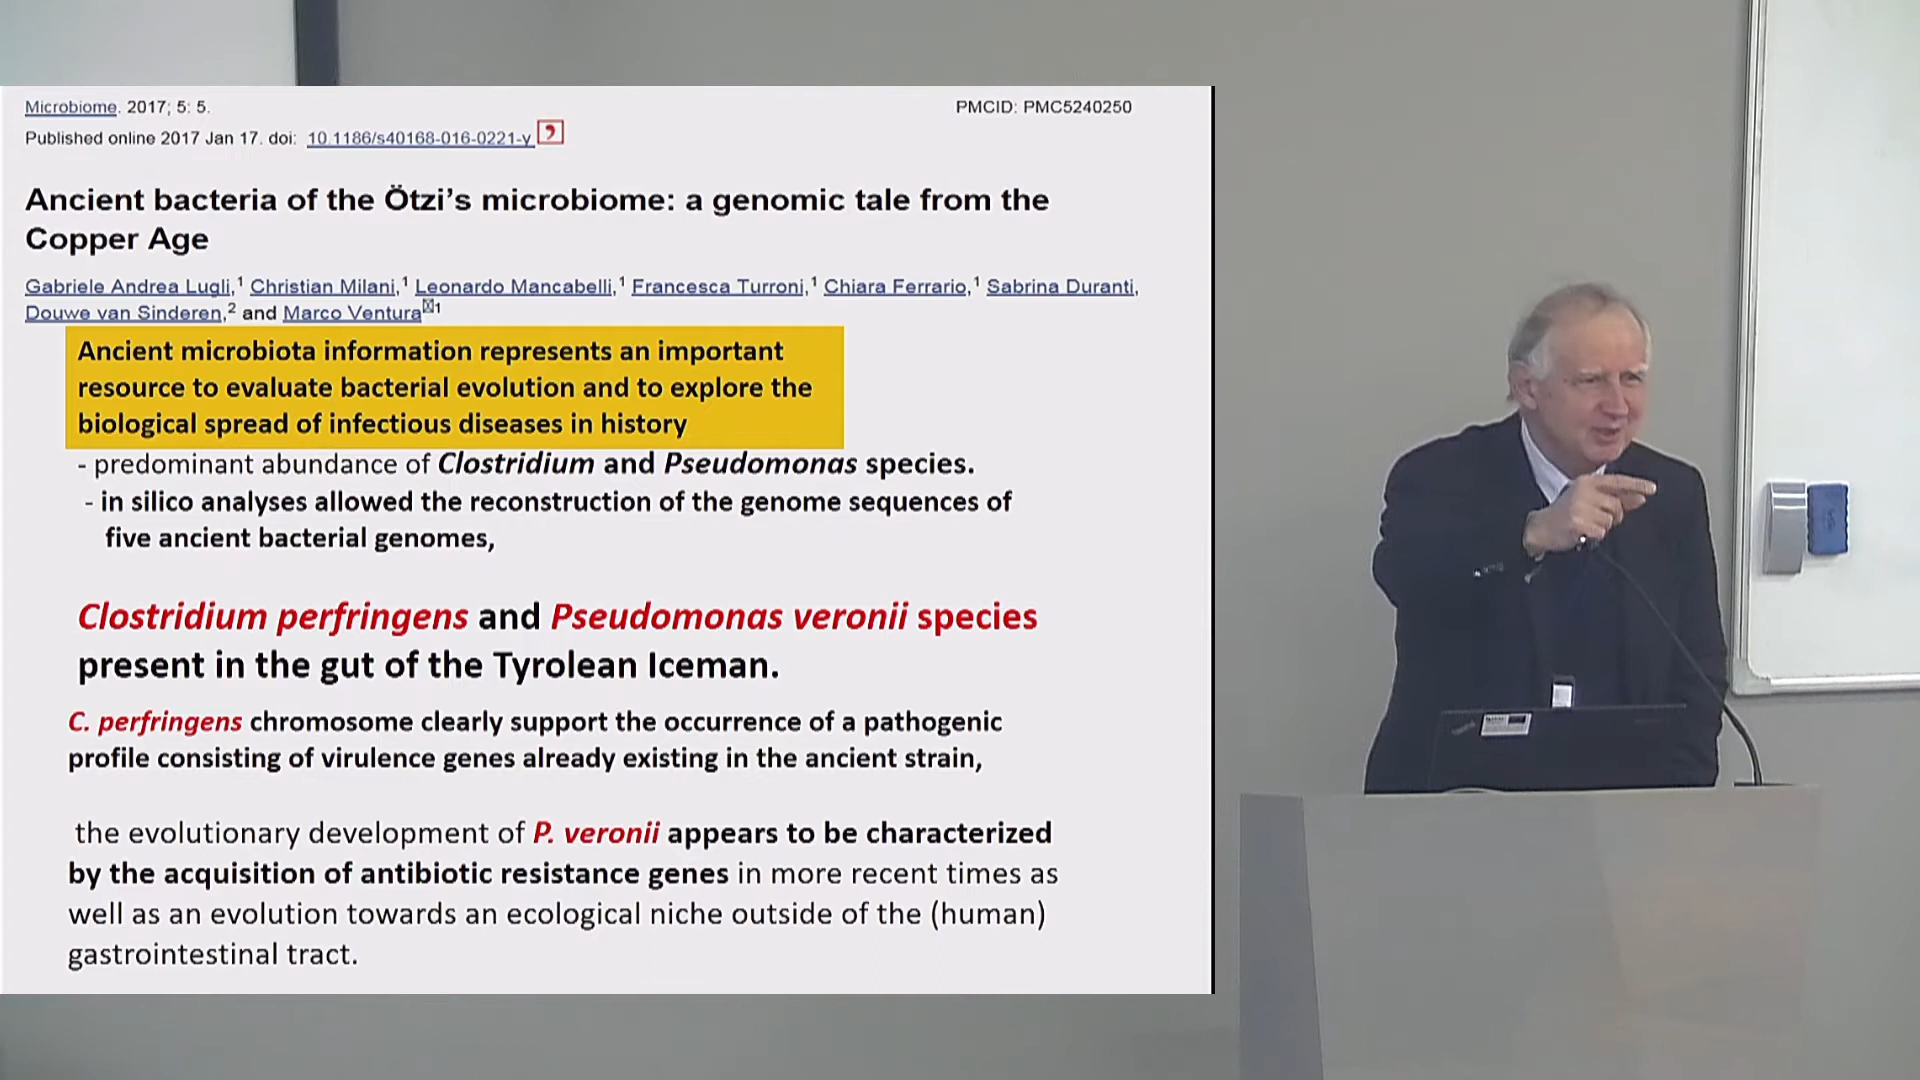 Microbiome. 2017; 5: 5.
PMCID: PMC5240250
Published online 2017 Jan 17. doi: 10.1186/s40168-016-0221-y
Ancient bacteria of the Ötzi’s microbiome: a genomic tale from the
Copper Age
Gabriele Andrea Lugli,1 Christian Milani,1 Leonardo Mancabelli,1 Francesca Turroni,1 Chiara Ferrario,1 Sabrina Duranti,
Douwe van Sinderen,2 and Marco Ventura1
Ancient microbiota information represents an important
resource to evaluate bacterial evolution and to explore the
biological spread of infectious diseases in history
- predominant abundance of Clostridium and Pseudomonas species.
- in silico analyses allowed the reconstruction of the genome sequences of
five ancient bacterial genomes,
Clostridium perfringens and Pseudomonas veronii species
present in the gut of the Tyrolean Iceman.
C. perfringens chromosome clearly support the occurrence of a pathogenic
profile consisting of virulence genes already existing in the ancient strain,
the evolutionary development of P. veronii appears to be characterized
by the acquisition of antibiotic resistance genes in more recent times as
well as an evolution towards an ecological niche outside of the (human)
gastrointestinal tract.